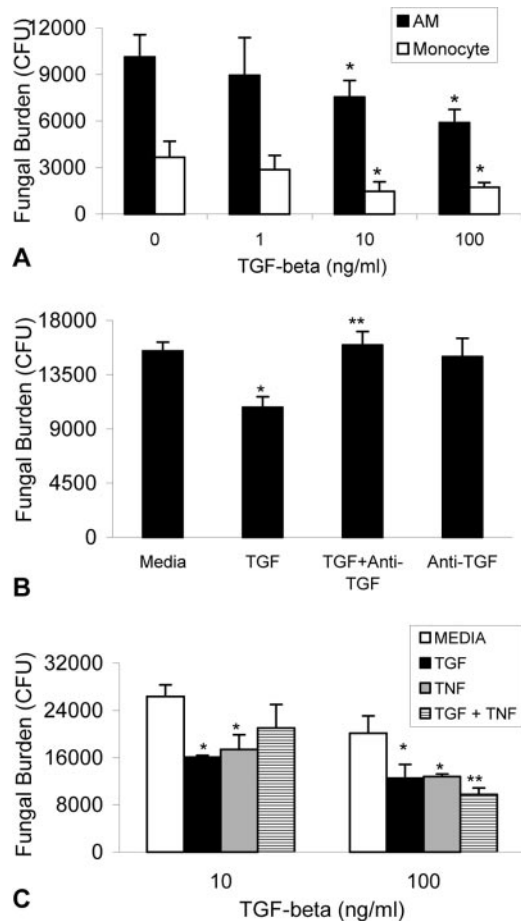 12000
9000
6000
3000
0
Fungal Burden (CFU)
AM
Monocyte
*
*
*
*
0 1 10 100
TGF-beta (ng/ml)
A
18000
13500
9000
4500
0
Fungal Burden (CFU)
*
**
Media TGF TGF+Anti- Anti-TGF
TGF
B
MEDIA
TGF
TNF
TGF + TNF
32000
24000
16000
8000
0
Fungal Burden (CFU)
* *
* * **
10 100
TGF-beta (ng/ml)
C